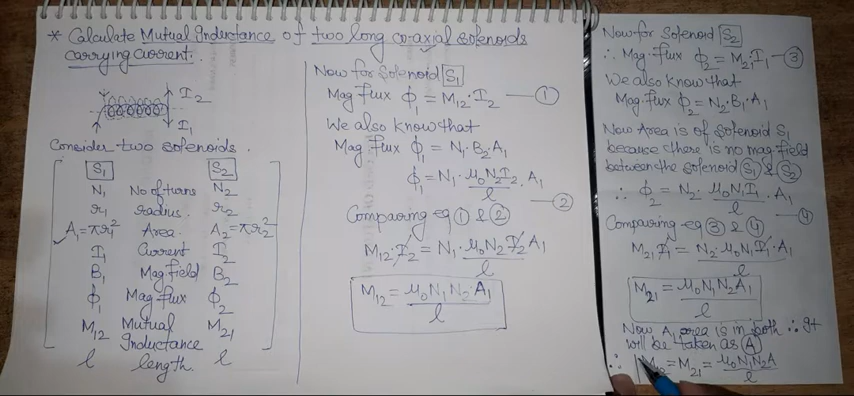 * Calculate Mutual Inductance of two long co-axial solenoids
carrying current.
I₂
I₁
Consider two solenoids.
S₁ S₂
N₁ No of turns N₂
r₁ radius. r₂
A₁=πr₁² Area. A₂=πr₂²
I₁ Current I₂
B₁ Mag field B₂
ϕ₁ Mag flux ϕ₂
M₁₂ Mutual Inductance M₂₁
l length. l
Now for Solenoid S₁
Mag flux ϕ₁ = M₁₂·I₂ — ①
We also know that
Mag. flux ϕ₁ = N₁·B₂·A₁
ϕ₁ = N₁·μ₀N₂I₂/l . A₁ — ②
Comparing eq ① & ②
M₁₂·I₂ = N₁·μ₀N₂I₂A₁/l
M₁₂ = μ₀N₁N₂·A₁/l
Now for Solenoid S₂
∴ Mag. flux ϕ₂ = M₂₁I₁ — ③
We also know that
Mag flux ϕ₂ = N₂·B₁·A₁
Now Area is of solenoid S₁
because there is no mag-field
between the solenoid S₁ & S₂
∴ ϕ₂ = N₂·μ₀N₁I₁/l . A₁ — ④
Comparing eq ③ & ④
M₂₁I₁ = N₂·μ₀N₁I₁·A₁/l
M₂₁ = μ₀N₁N₂A₁/l
Now A₁ area is in both ∴ It
will be taken as A
∴ M₁₂ = M₂₁ = μ₀N₁N₂A/l